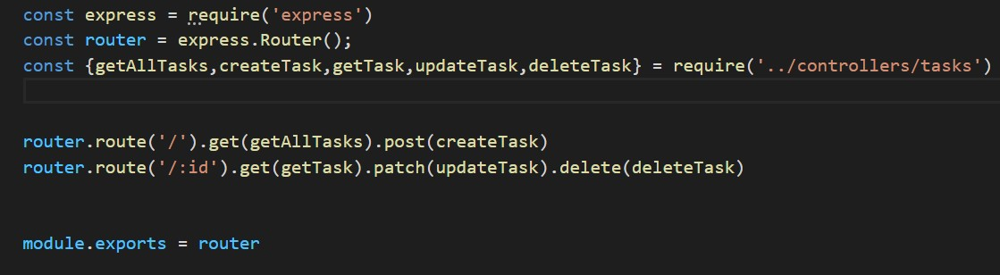 const express = require('express')
const router = express.Router();
const {getAllTasks,createTask,getTask,updateTask,deleteTask} = require('../controllers/tasks')
router.route('/').get(getAllTasks).post(createTask)
router.route('/:id').get(getTask).patch(updateTask).delete(deleteTask)
module.exports = router